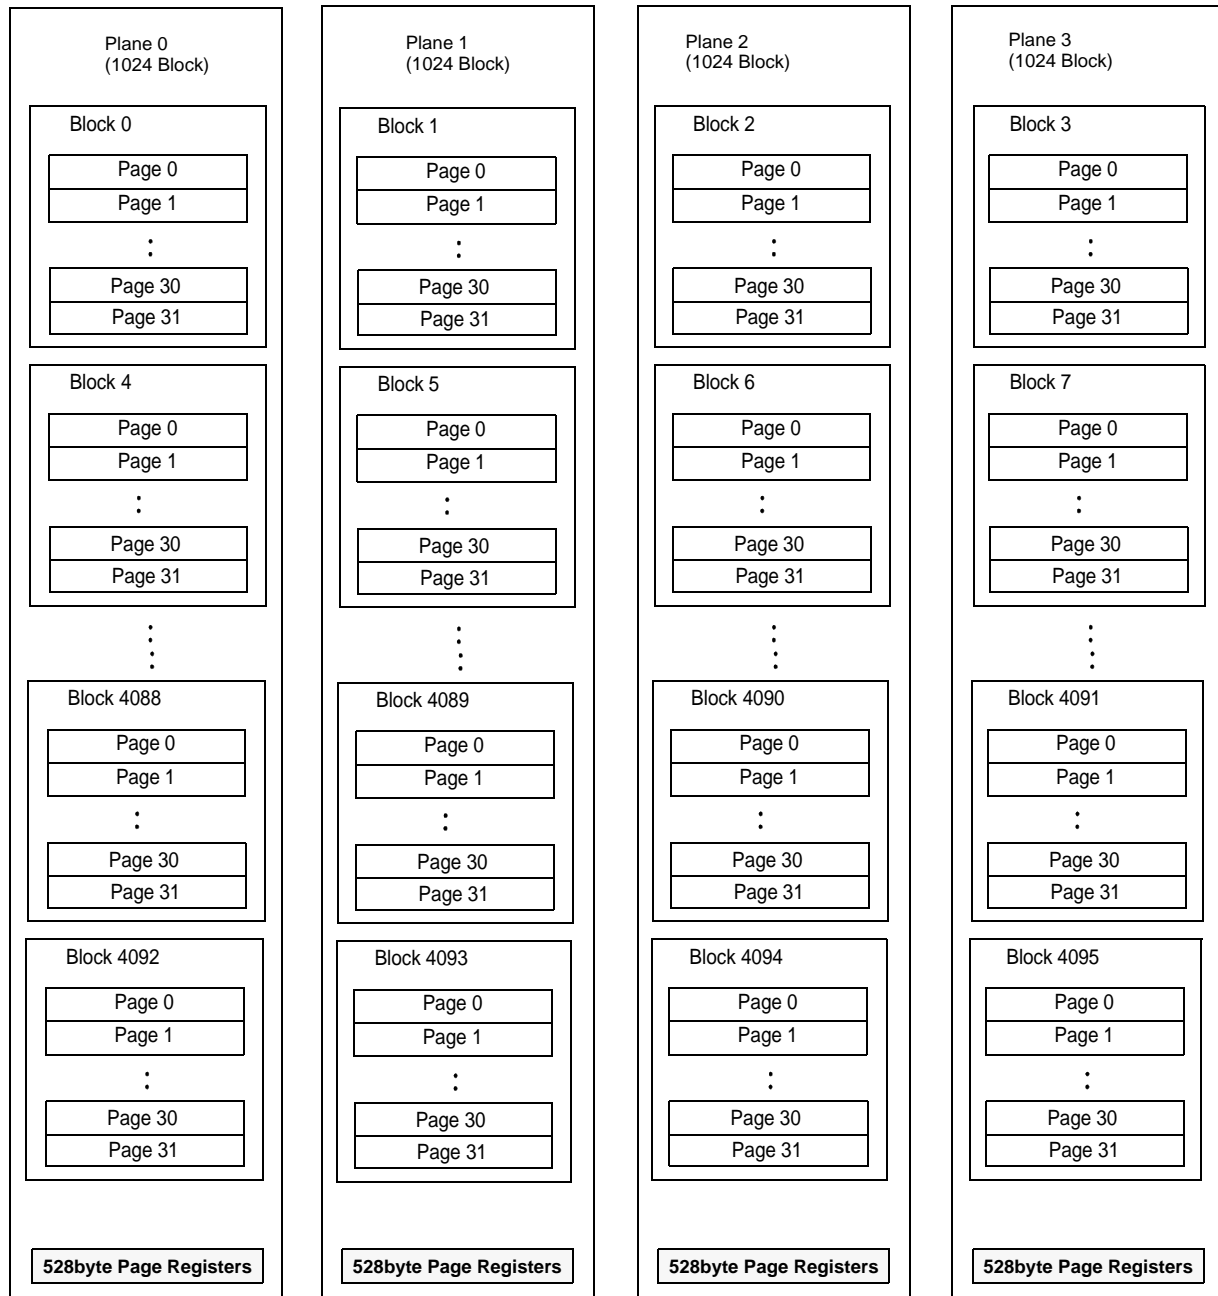 Plane 0
(1024 Block)
Block 0
Page 0
Page 1
Page 30
Page 31
Block 4
Page 0
Page 1
Page 30
Page 31
Block 4088
Page 0
Page 1
Page 30
Page 31
Block 4092
Page 0
Page 1
Page 30
Page 31
528byte Page Registers
Plane 1
(1024 Block)
Block 1
Page 0
Page 1
Page 30
Page 31
Block 5
Page 0
Page 1
Page 30
Page 31
Block 4089
Page 0
Page 1
Page 30
Page 31
Block 4093
Page 0
Page 1
Page 30
Page 31
528byte Page Registers
Plane 2
(1024 Block)
Block 2
Page 0
Page 1
Page 30
Page 31
Block 6
Page 0
Page 1
Page 30
Page 31
Block 4090
Page 0
Page 1
Page 30
Page 31
Block 4094
Page 0
Page 1
Page 30
Page 31
528byte Page Registers
Plane 3
(1024 Block)
Block 3
Page 0
Page 1
Page 30
Page 31
Block 7
Page 0
Page 1
Page 30
Page 31
Block 4091
Page 0
Page 1
Page 30
Page 31
Block 4095
Page 0
Page 1
Page 30
Page 31
528byte Page Registers